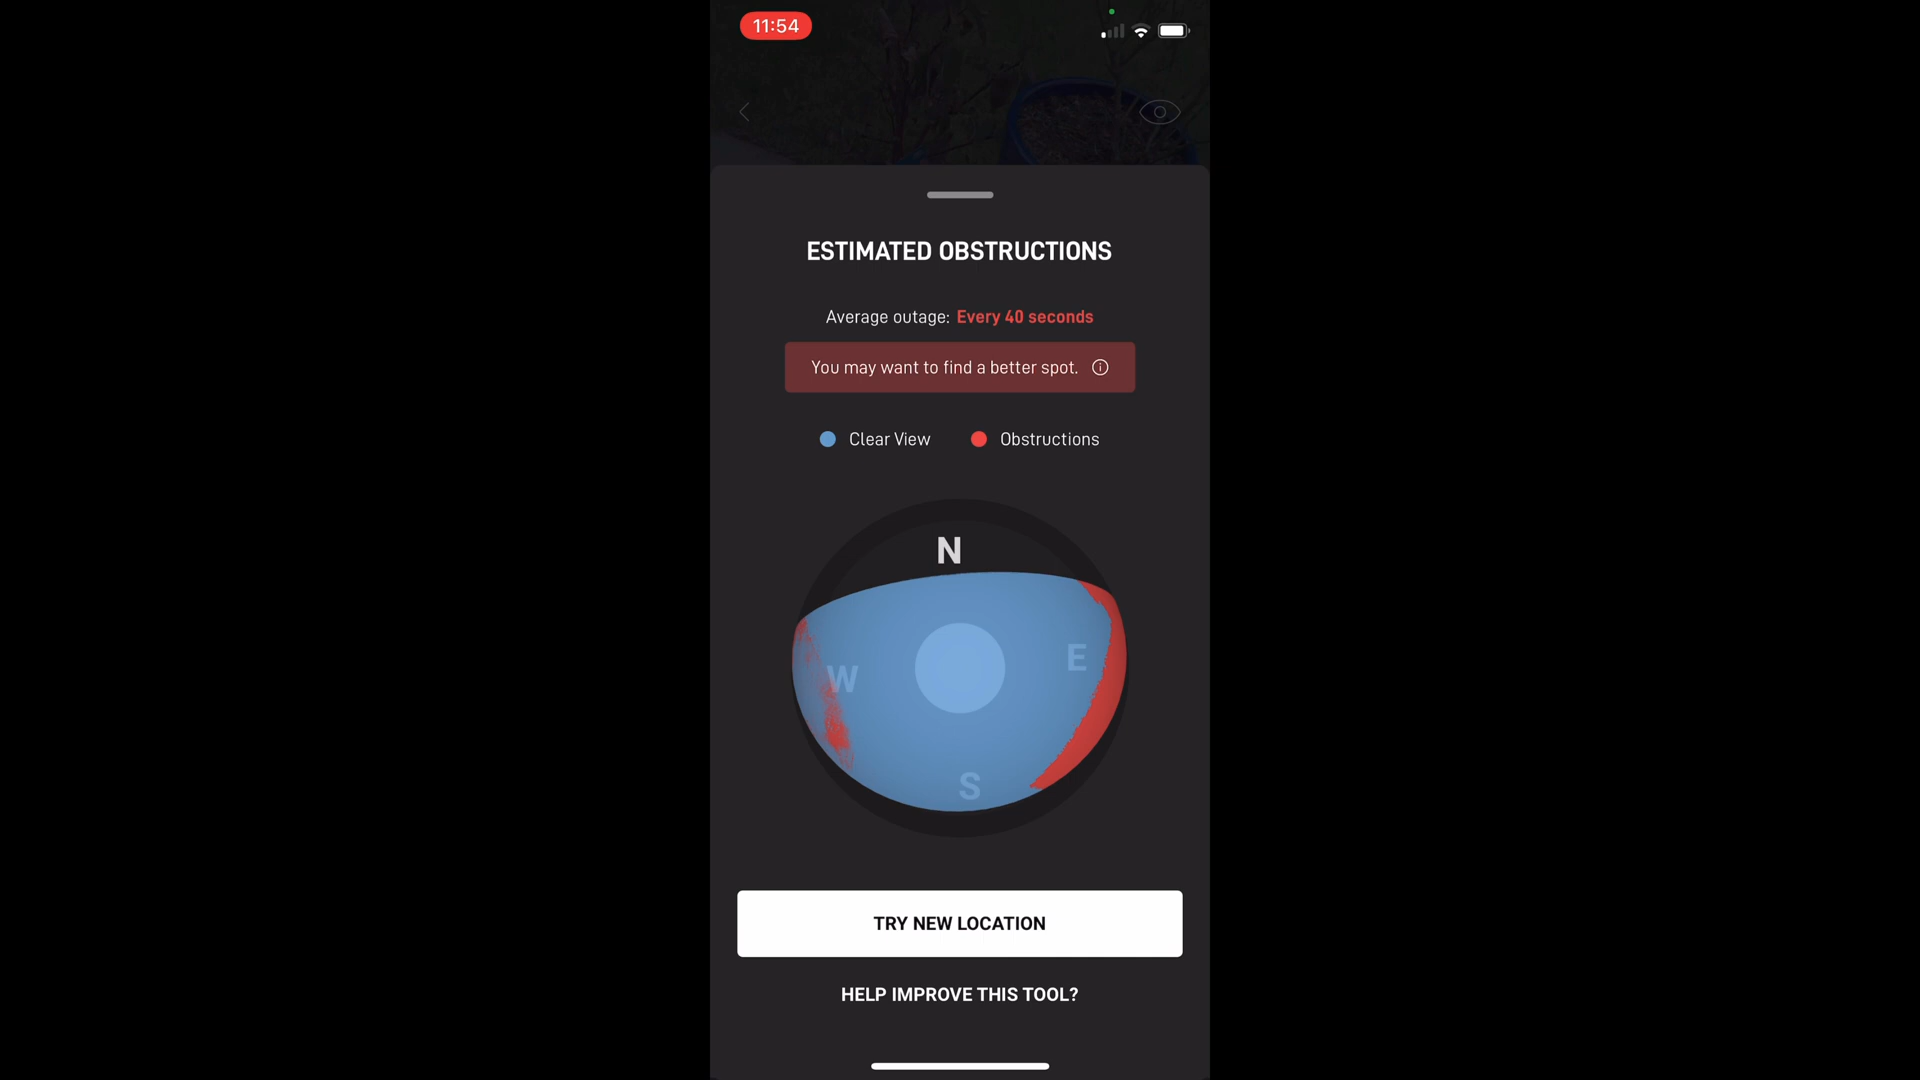 11:54
ESTIMATED OBSTRUCTIONS
Average outage: Every 40 seconds
You may want to find a better spot.
Clear View
Obstructions
N
W
E
S
TRY NEW LOCATION
HELP IMPROVE THIS TOOL?